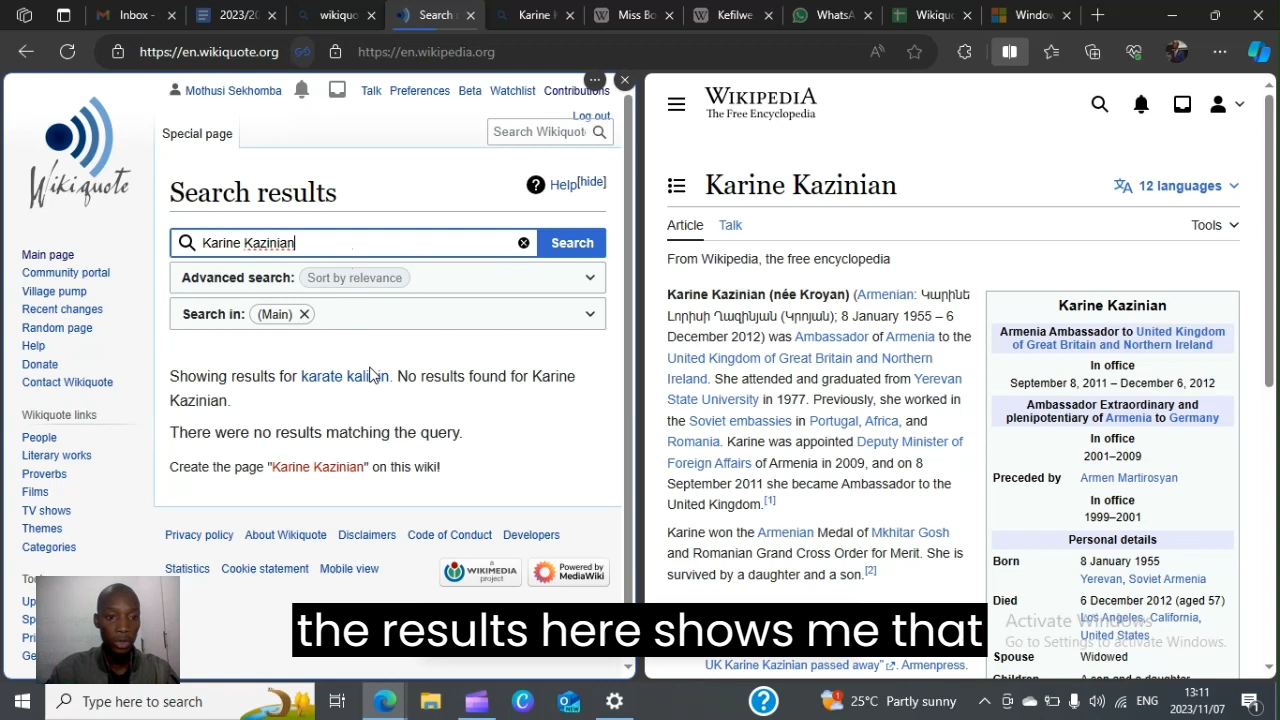 Inbox -
2023/20
wikiquo
Search r
Karine K
Miss Bo
Kefilwe
WhatsA
Wikiquo
Window
https://en.wikiquote.org
https://en.wikipedia.org
Mothusi Sekhomba
Talk
Preferences
Beta
Watchlist
Contributions
Log out
Special page
Search Wikiquot
Wikiquote
Search results
Help[hide]
Karine Kazinian
Search
Advanced search: Sort by relevance
Search in: (Main)
Showing results for karate kalinin. No results found for Karine
Kazinian.
There were no results matching the query.
Create the page "Karine Kazinian" on this wiki!
Main page
Community portal
Village pump
Recent changes
Random page
Help
Donate
Contact Wikiquote
Wikiquote links
People
Literary works
Proverbs
Films
TV shows
Themes
Categories
Privacy policy
About Wikiquote
Disclaimers
Code of Conduct
Developers
Statistics
Cookie statement
Mobile view
a
WIKIMEDIA
project
Powered by
MediaWiki
WIKIPEDIA
The Free Encyclopedia
Karine Kazinian
12 languages
Article
Talk
Tools
From Wikipedia, the free encyclopedia
Karine Kazinian (née Kroyan) (Armenian: Կարինե
Լորիսի Ղազինյան (Կրոյան); 8 January 1955 – 6
December 2012) was Ambassador of Armenia to the
United Kingdom of Great Britain and Northern
Ireland. She attended and graduated from Yerevan
State University in 1977. Previously, she worked in
the Soviet embassies in Portugal, Africa, and
Romania. Karine was appointed Deputy Minister of
Foreign Affairs of Armenia in 2009, and on 8
September 2011 she became Ambassador to the
United Kingdom.[1]
Karine won the Armenian Medal of Mkhitar Gosh
and Romanian Grand Cross Order for Merit. She is
survived by a daughter and a son.[2]
UK Karine Kazinian passed away". Armenpress.
Karine Kazinian
Armenia Ambassador to United Kingdom
of Great Britain and Northern Ireland
In office
September 8, 2011 – December 6, 2012
Ambassador Extraordinary and
plenipotentiary of Armenia to Germany
In office
2001–2009
Preceded by Armen Martirosyan
In office
1999–2001
Personal details
Born 8 January 1955
Yerevan, Soviet Armenia
Died 6 December 2012 (aged 57)
Los Angeles, California,
United States
Spouse Widowed
Activate Windows
Go to Settings to activate Windows.
the results here shows me that
Type here to search
25°C Partly sunny
ENG
13:11
2023/11/07